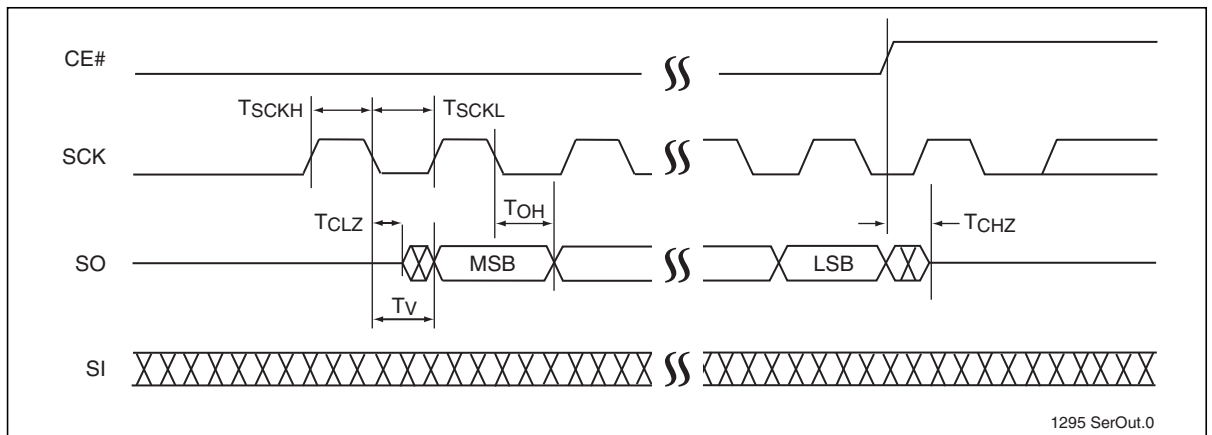 CE#
TSCKH
TSCKL
SCK
TCLZ
TOH
TCHZ
SO
MSB
LSB
TV
SI
1295 SerOut.0